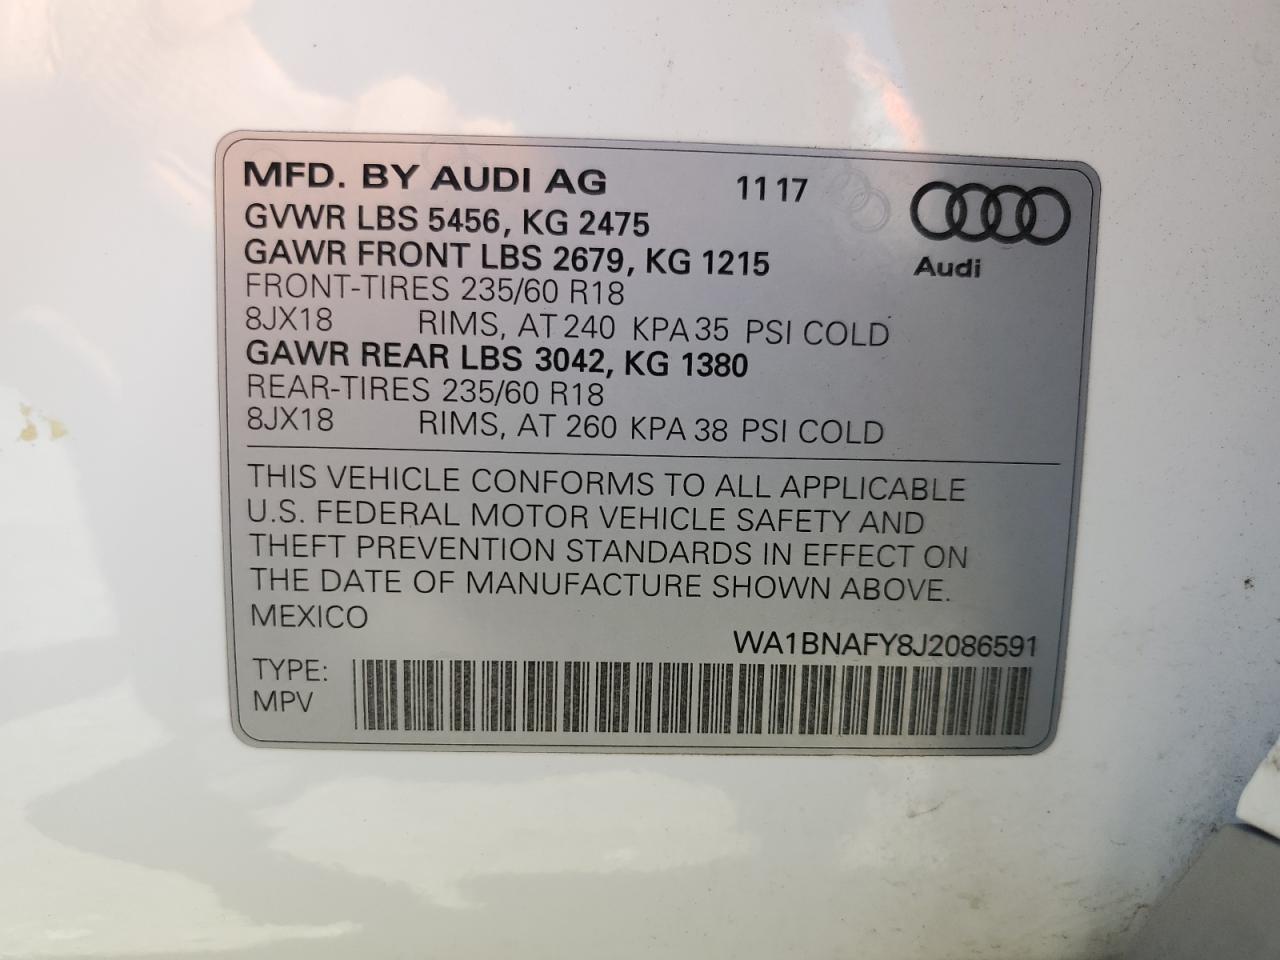 MFD. BY AUDI AG 11 17
GVWR LBS 5456, KG 2475
GAWR FRONT LBS 2679, KG 1215
Audi
FRONT-TIRES 235/60 R18
8JX18 RIMS, AT 240 KPA 35 PSI COLD
GAWR REAR LBS 3042, KG 1380
REAR-TIRES 235/60 R18
8JX18 RIMS, AT 260 KPA 38 PSI COLD
THIS VEHICLE CONFORMS TO ALL APPLICABLE
U.S. FEDERAL MOTOR VEHICLE SAFETY AND
THEFT PREVENTION STANDARDS IN EFFECT ON
THE DATE OF MANUFACTURE SHOWN ABOVE.
MEXICO
WA1BNAFY8J2086591
TYPE:
MPV